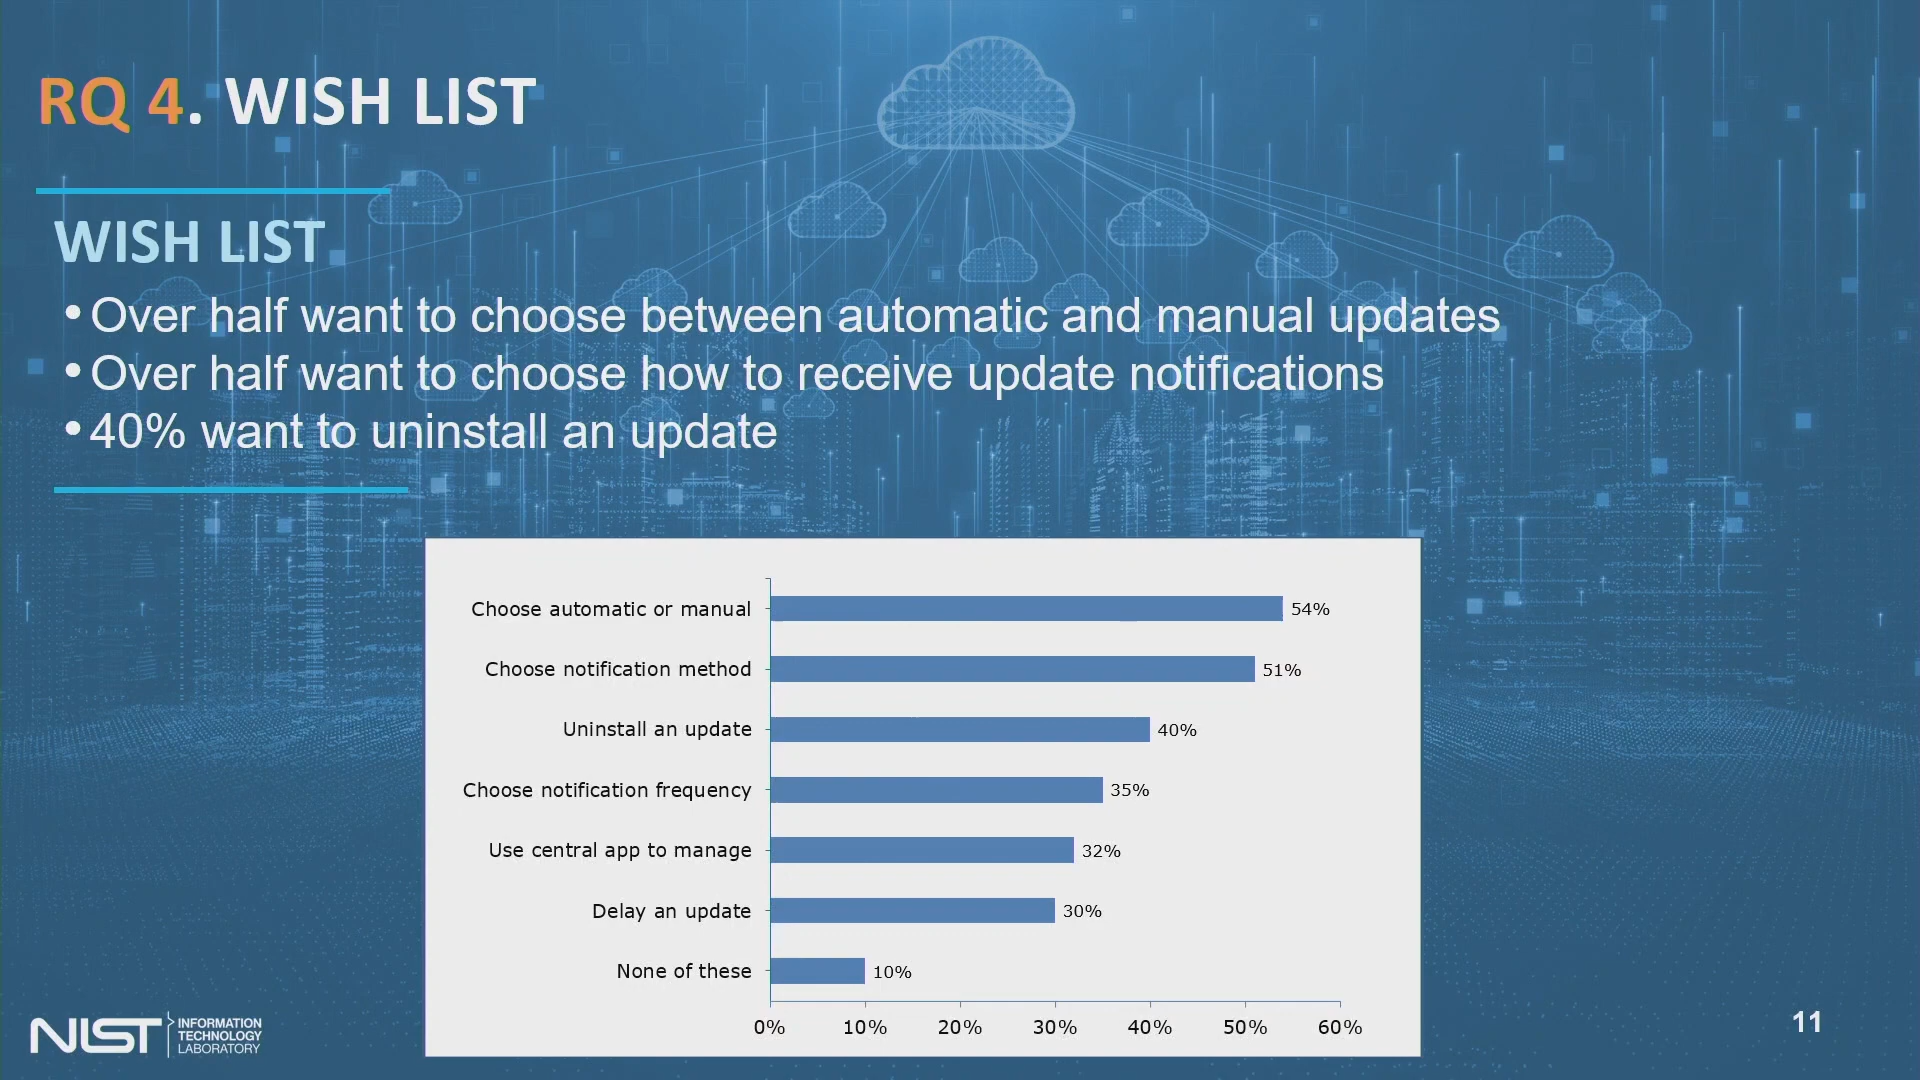 RQ 4. WISH LIST
WISH LIST
• Over half want to choose between automatic and manual updates
• Over half want to choose how to receive update notifications
• 40% want to uninstall an update
Choose automatic or manual 54%
Choose notification method 51%
Uninstall an update 40%
Choose notification frequency 35%
Use central app to manage 32%
Delay an update 30%
None of these 10%
0% 10% 20% 30% 40% 50% 60%
NIST
INFORMATION
TECHNOLOGY
LABORATORY
11